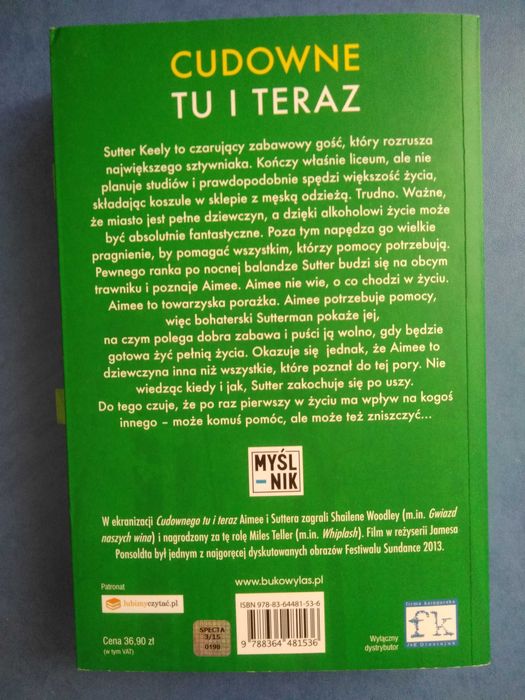 CUDOWNE
TU I TERAZ
Sutter Keely to czarujący zabawowy gość, który rozrusza
największego sztywniaka. Kończy właśnie liceum, ale nie
planuje studiów i prawdopodobnie spędzi większość życia,
składając koszule w sklepie z męską odzieżą. Trudno. Ważne,
że miasto jest pełne dziewczyn, a dzięki alkoholowi życie może
być absolutnie fantastyczne. Poza tym napędza go wielkie
pragnienie, by pomagać wszystkim, którzy pomocy potrzebują.
Pewnego ranka po nocnej balandze Sutter budzi się na obcym
trawniku i poznaje Aimee. Aimee nie wie, o co chodzi w życiu.
Aimee to towarzyska porażka. Aimee potrzebuje pomocy,
więc bohaterski Sutterman pokaże jej,
na czym polega dobra zabawa i puści ją wolno, gdy będzie
gotowa żyć pełnią życia. Okazuje się jednak, że Aimee to
dziewczyna inna niż wszystkie, które poznał do tej pory. Nie
wiedząc kiedy i jak, Sutter zakochuje się po uszy.
Do tego czuje, że po raz pierwszy w życiu ma wpływ na kogoś
innego – może komuś pomóc, ale może też zniszczyć...
MYŚL
–NIK
W ekranizacji Cudownego tu i teraz Aimee i Suttera zagrali Shailene Woodley (m.in. Gwiazd
naszych wina) i nagrodzony za tę rolę Miles Teller (m.in. Whiplash). Film w reżyserii Jamesa
Ponsoldta był jednym z najgoręcej dyskutowanych obrazów Festiwalu Sundance 2013.
www.bukowylas.pl
Patronat
lubimyczytać.pl
Cena 36,90 zł
(w tym VAT)
SPECTA
3/15
0190
ISBN 978-83-64481-53-6
9 788364 481536
firma księgarska
fk
Wyłączny
dystrybutor